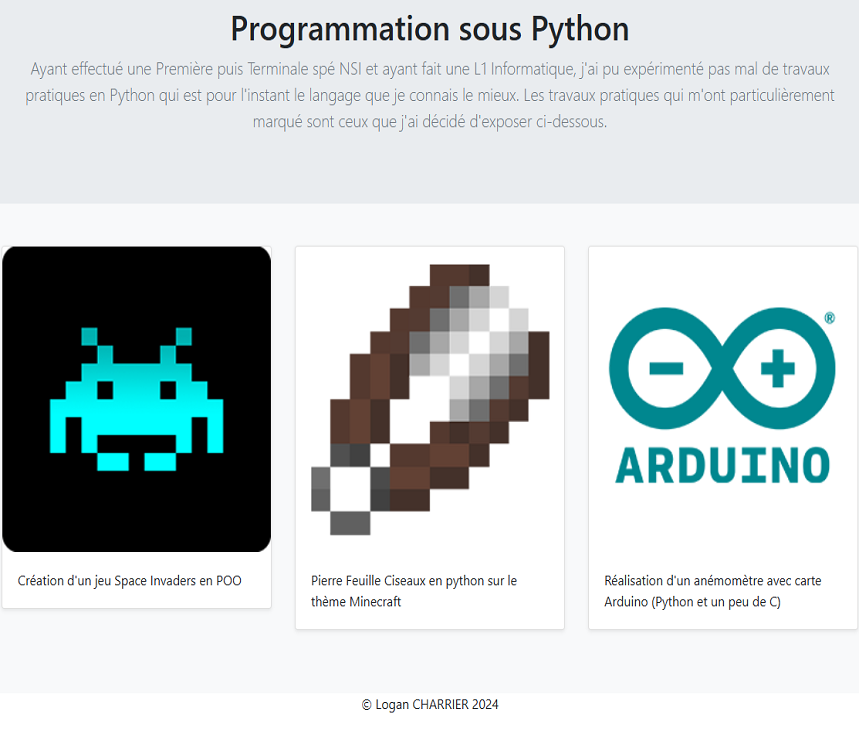 Programmation sous Python
Ayant effectué une Première puis Terminale spé NSI et ayant fait une L1 Informatique, j'ai pu expérimenté pas mal de travaux
pratiques en Python qui est pour l'instant le langage que je connais le mieux. Les travaux pratiques qui m'ont particulièrement
marqué sont ceux que j'ai décidé d'exposer ci-dessous.
®
ARDUINO
Création d'un jeu Space Invaders en POO
Pierre Feuille Ciseaux en python sur le
thème Minecraft
Réalisation d'un anémomètre avec carte
Arduino (Python et un peu de C)
© Logan CHARRIER 2024